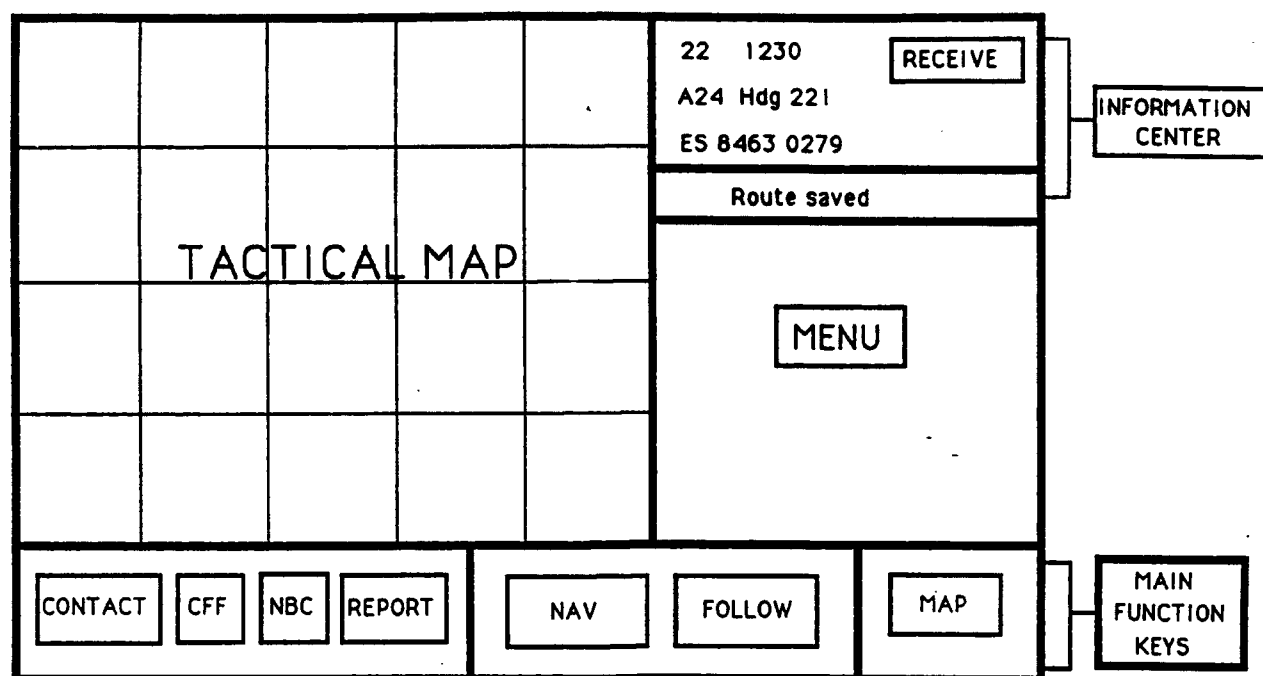 22 1230
RECEIVE
A24 Hdg 221
ES 8463 0279
INFORMATION
CENTER
Route saved
TACTICAL MAP
MENU
CONTACT
CFF
NBC
REPORT
NAV
FOLLOW
MAP
MAIN
FUNCTION
KEYS